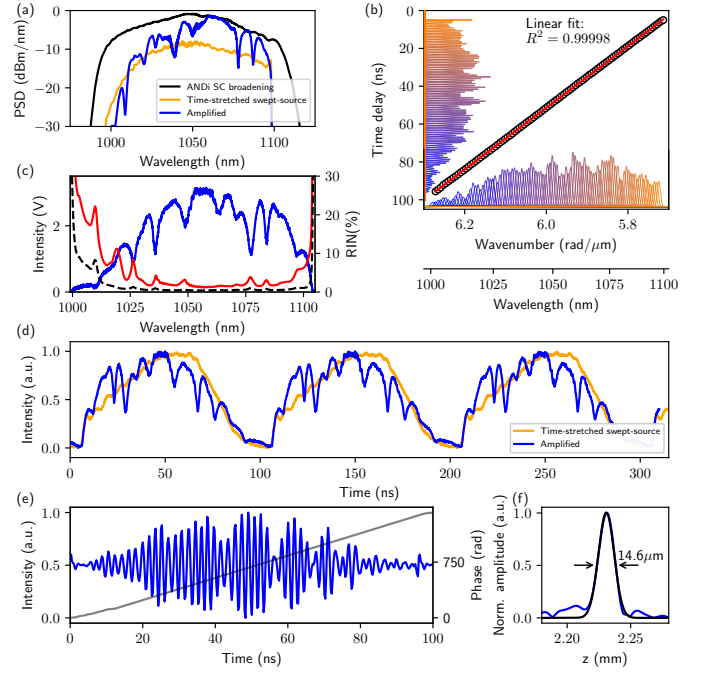 (a)
PSD (dBm/nm)
0
−10
−20
−30
ANDi SC broadening
Time-stretched swept-source
Amplified
1000
1050
1100
Wavelength (nm)
(b)
Time delay (ns)
0
20
40
60
80
100
Linear fit:
R² = 0.99998
6.2
6.0
5.8
Wavenumber (rad/μm)
1000
1025
1050
1075
1100
Wavelength (nm)
(c)
Intensity (V)
2
0
30
20
10
0
RIN(%)
1000
1025
1050
1075
1100
Wavelength (nm)
(d)
Intensity (a.u.)
1.0
0.5
0.0
Time-stretched swept-source
Amplified
0
50
100
150
200
250
300
Time (ns)
(e)
Intensity (a.u.)
1.0
0.5
0.0
750
0
Phase (rad)
0
20
40
60
80
100
Time (ns)
(f)
Norm. amplitude (a.u.)
1.0
0.5
0.0
14.6μm
2.20
2.25
z (mm)